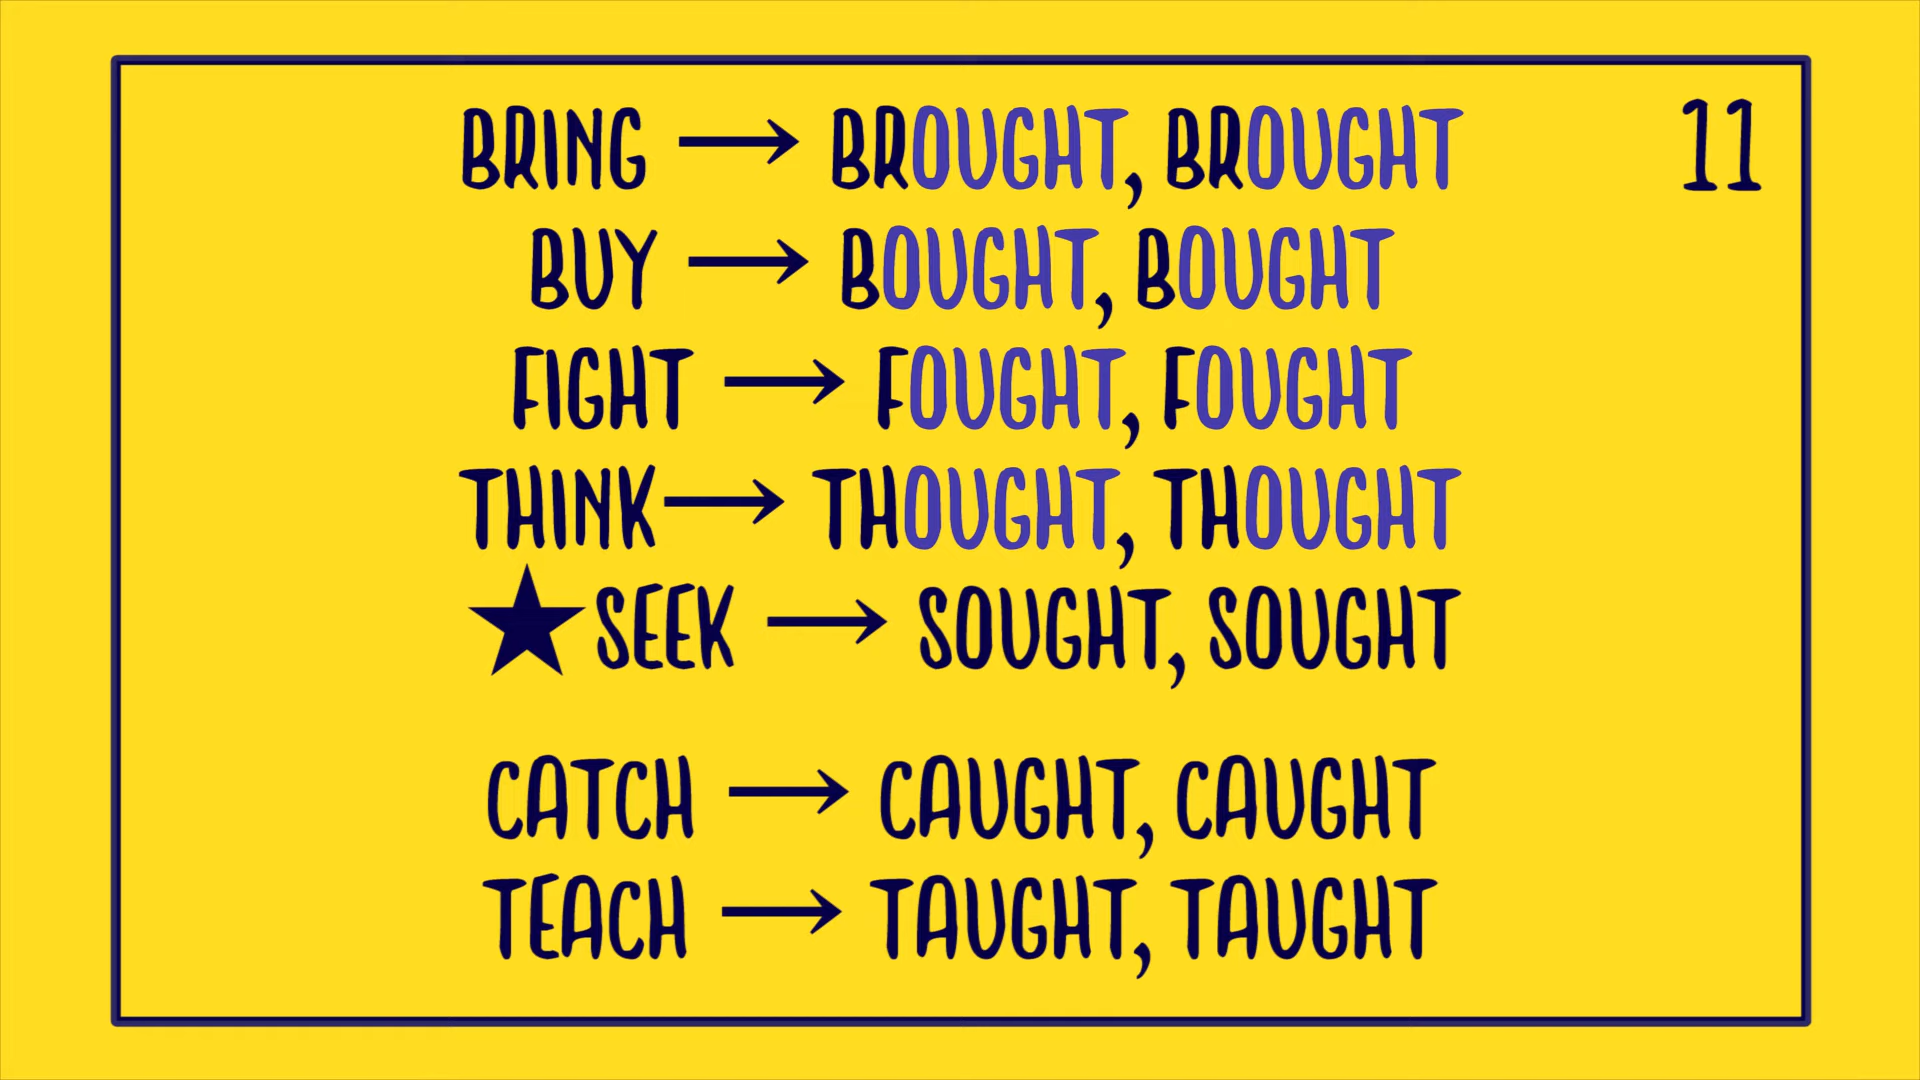 BRING → BROUGHT, BROUGHT
11
BUY → BOUGHT, BOUGHT
FIGHT → FOUGHT, FOUGHT
THINK → THOUGHT, THOUGHT
★ SEEK → SOUGHT, SOUGHT
CATCH → CAUGHT, CAUGHT
TEACH → TAUGHT, TAUGHT